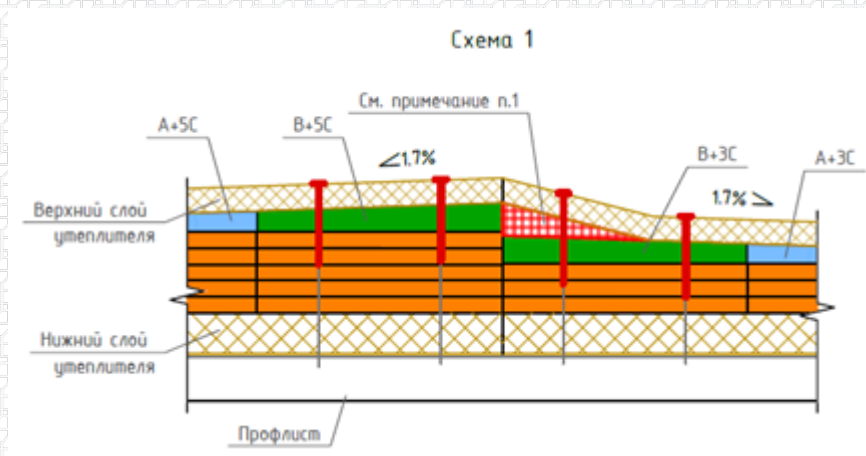 Схема 1
См. примечание п.1
А+5С
В+5С
∠1,7%
В+3С
А+3С
1.7%
Верхний слой
утеплителя
Нижний слой
утеплителя
Профлист